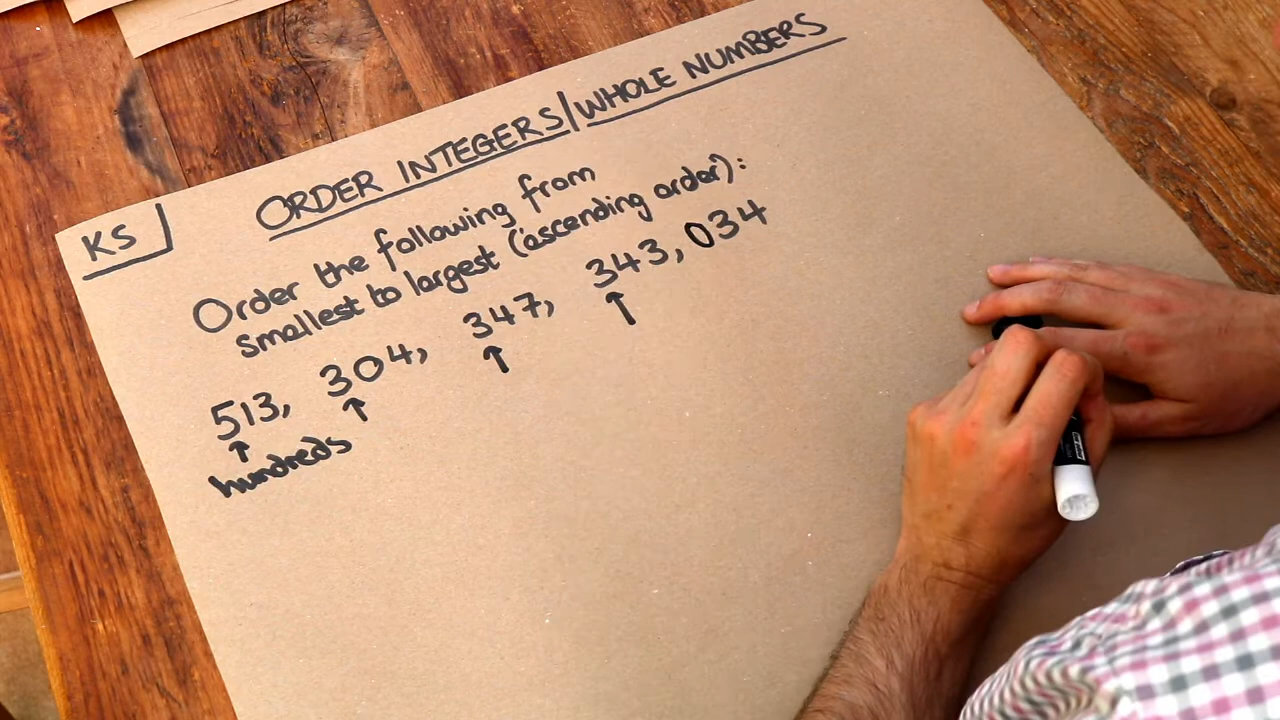 KS
ORDER INTEGERS/WHOLE NUMBERS
Order the following from
smallest to largest (ascending order):
513, 304, 347, 343, 034
↑ ↑ ↑ ↑
hundreds